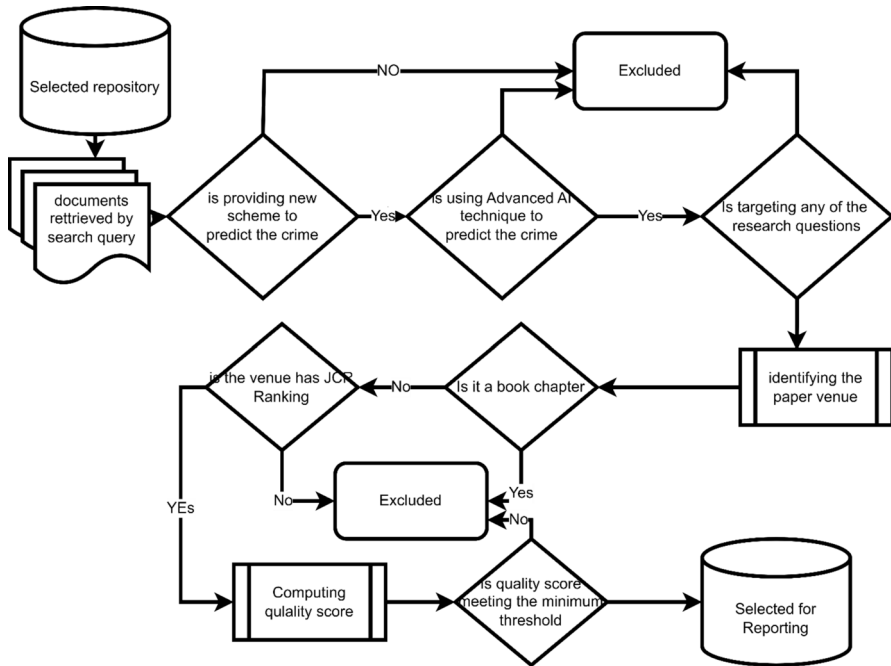 Selected repository
documents
rettrieved by
search query
is providing new
scheme to
predict the crime
NO
Yes
is using Advanced AI
technique to
predict the crime
Yes
Excluded
Is targeting any of the
research questions
identifying the
paper venue
Is it a book chapter
No
Yes
is the venue has JCR
Ranking
No
YEs
Excluded
No
Computing
qulality score
Is quality score
meeting the minimum
threshold
Selected for
Reporting